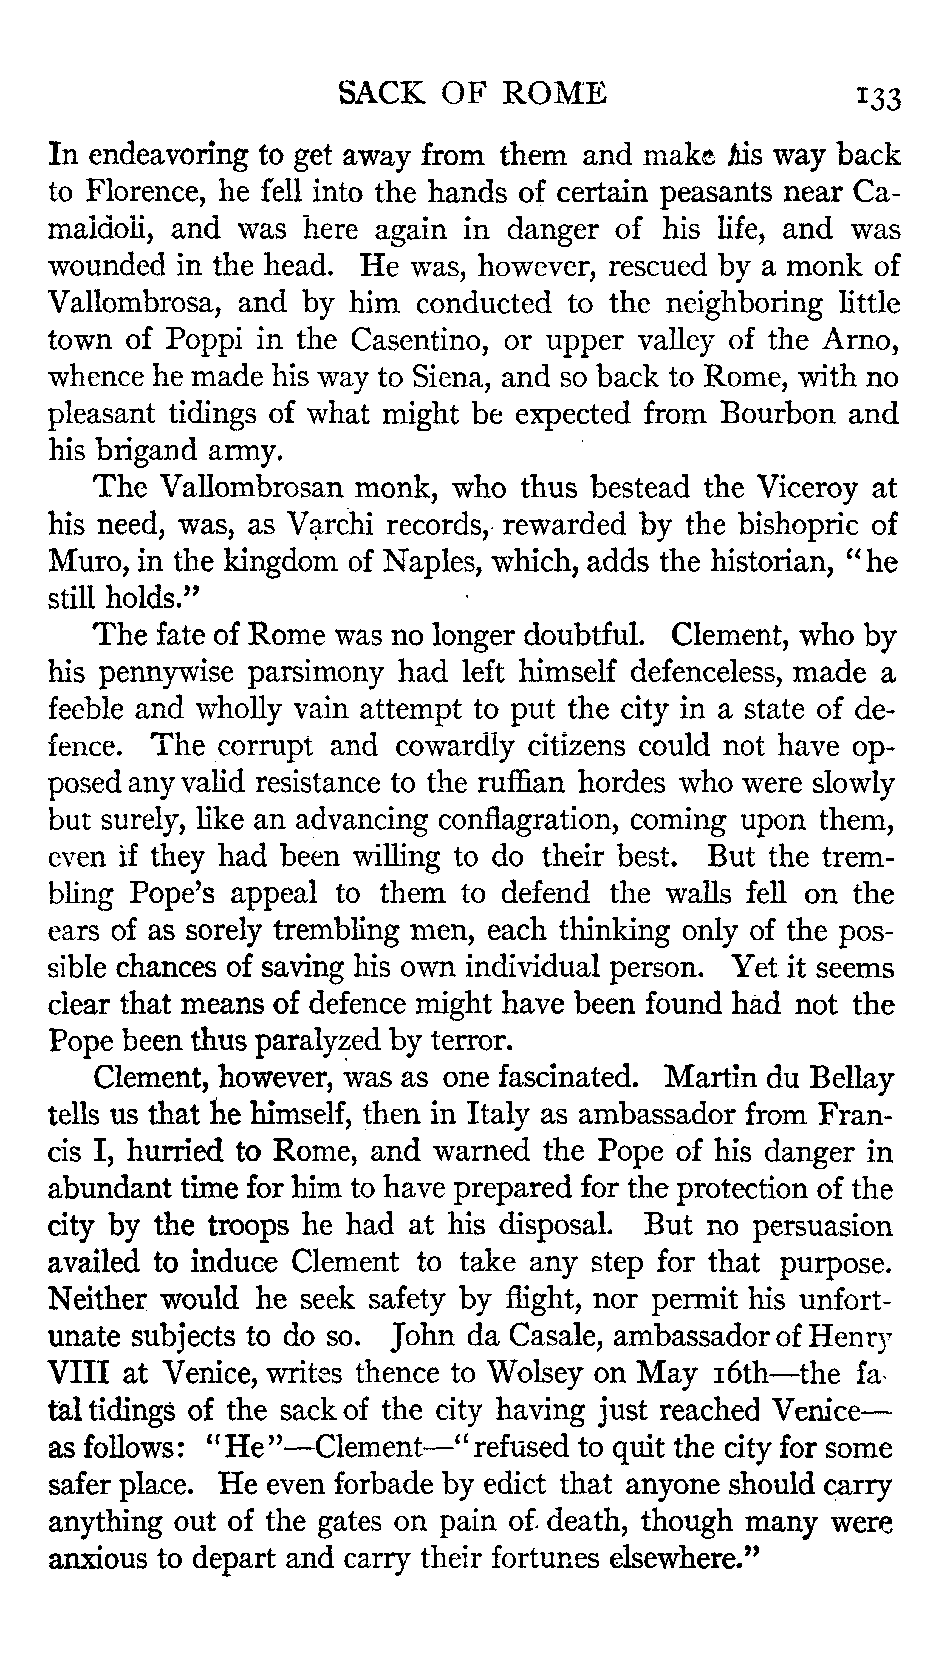 SACK OF ROME 133
In endeavoring to get away from them and make his way back
to Florence, he fell into the hands of certain peasants near Ca-
maldoli, and was here again in danger of his life, and was
wounded in the head. He was, however, rescued by a monk of
Vallombrosa, and by him conducted to the neighboring little
town of Poppi in the Casentino, or upper valley of the Arno,
whence he made his way to Siena, and so back to Rome, with no
pleasant tidings of what might be expected from Bourbon and
his brigand army.
The Vallombrosan monk, who thus bestead the Viceroy at
his need, was, as Varchi records, rewarded by the bishopric of
Muro, in the kingdom of Naples, which, adds the historian, "he
still holds."
The fate of Rome was no longer doubtful. Clement, who by
his pennywise parsimony had left himself defenceless, made a
feeble and wholly vain attempt to put the city in a state of de-
fence. The corrupt and cowardly citizens could not have op-
posed any valid resistance to the ruffian hordes who were slowly
but surely, like an advancing conflagration, coming upon them,
even if they had been willing to do their best. But the trem-
bling Pope's appeal to them to defend the walls fell on the
ears of as sorely trembling men, each thinking only of the pos-
sible chances of saving his own individual person. Yet it seems
clear that means of defence might have been found had not the
Pope been thus paralyzed by terror.
Clement, however, was as one fascinated. Martin du Bellay
tells us that he himself, then in Italy as ambassador from Fran-
cis I, hurried to Rome, and warned the Pope of his danger in
abundant time for him to have prepared for the protection of the
city by the troops he had at his disposal. But no persuasion
availed to induce Clement to take any step for that purpose.
Neither would he seek safety by flight, nor permit his unfort-
unate subjects to do so. John da Casale, ambassador of Henry
VIII at Venice, writes thence to Wolsey on May 16th—the fa-
tal tidings of the sack of the city having just reached Venice—
as follows: "He"—Clement—"refused to quit the city for some
safer place. He even forbade by edict that anyone should carry
anything out of the gates on pain of death, though many were
anxious to depart and carry their fortunes elsewhere."